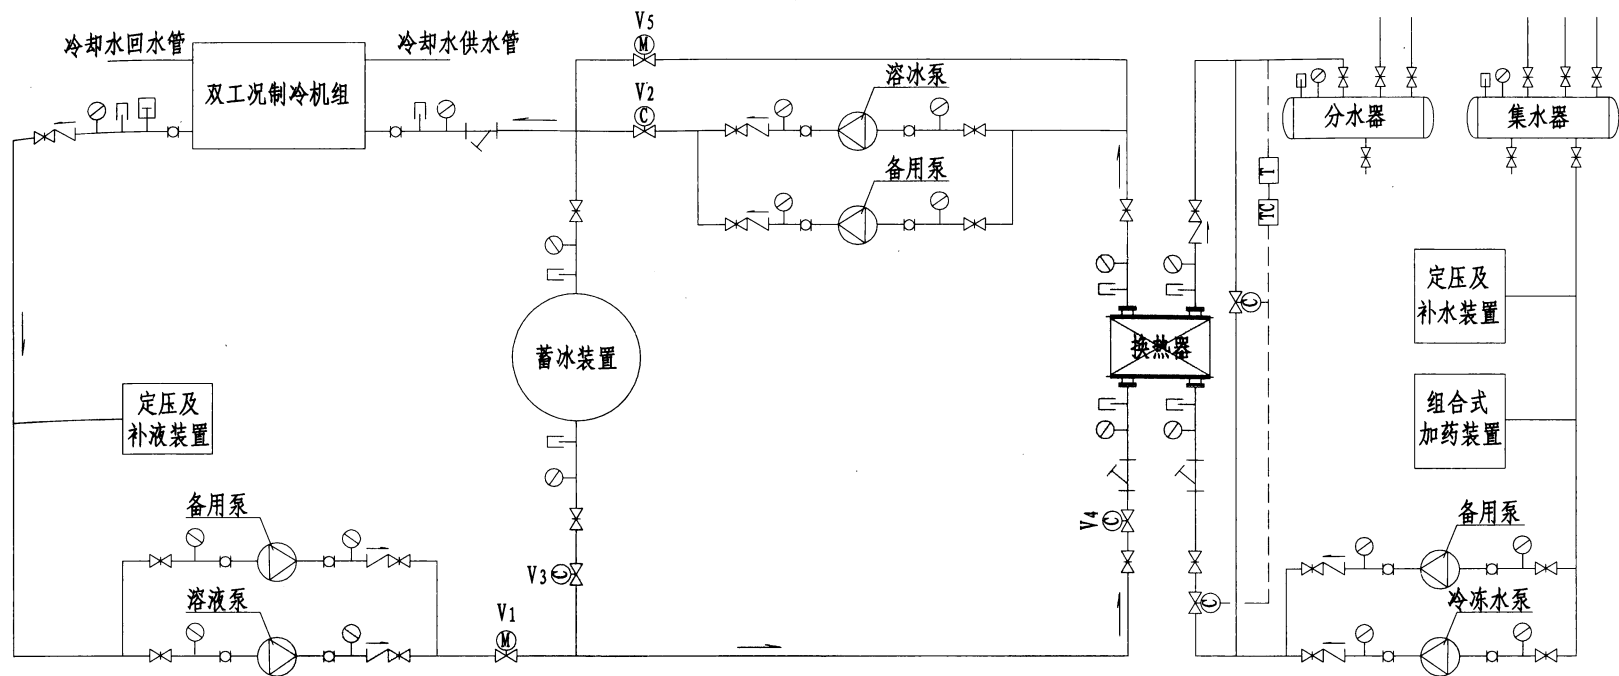 V5
M
冷却水回水管
冷却水供水管
双工况制冷机组
V2
C
溶冰泵
备用泵
分水器
集水器
T
TC
C
定压及
补水装置
蓄冰装置
换热器
定压及
补液装置
组合式
加药装置
备用泵
V4
C
备用泵
V3
C
溶液泵
V1
M
C
冷冻水泵